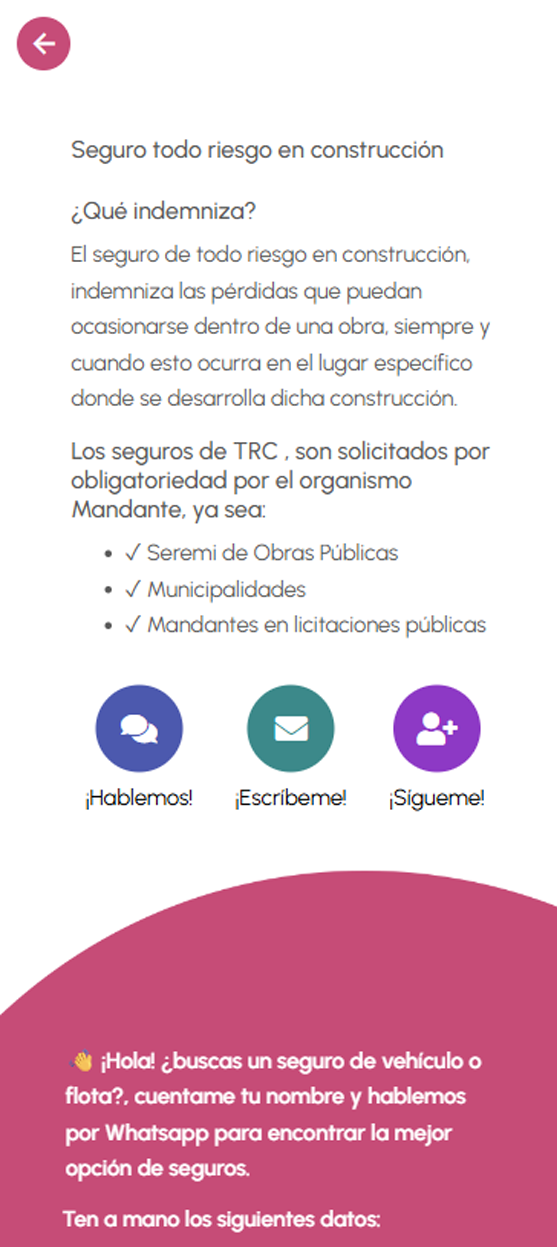 Seguro todo riesgo en construcción
¿Qué indemniza?
El seguro de todo riesgo en construcción,
indemniza las pérdidas que puedan
ocasionarse dentro de una obra, siempre y
cuando esto ocurra en el lugar específico
donde se desarrolla dicha construcción.
Los seguros de TRC , son solicitados por
obligatoriedad por el organismo
Mandante, ya sea:
• ✓ Seremi de Obras Públicas
• ✓ Municipalidades
• ✓ Mandantes en licitaciones públicas
¡Hablemos! ¡Escríbeme! ¡Sígueme!
👋 ¡Hola! ¿buscas un seguro de vehículo o
flota?, cuentame tu nombre y hablemos
por Whatsapp para encontrar la mejor
opción de seguros.
Ten a mano los siguientes datos: